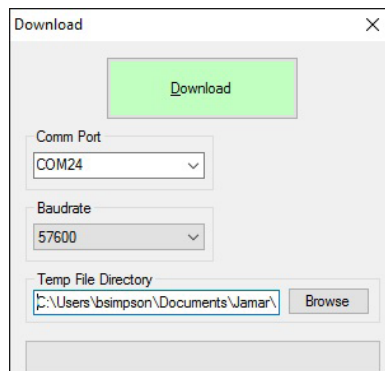 Download
Download
Comm Port
COM24
Baudrate
57600
Temp File Directory
C:\Users\bsimpson\Documents\Jamar\
Browse